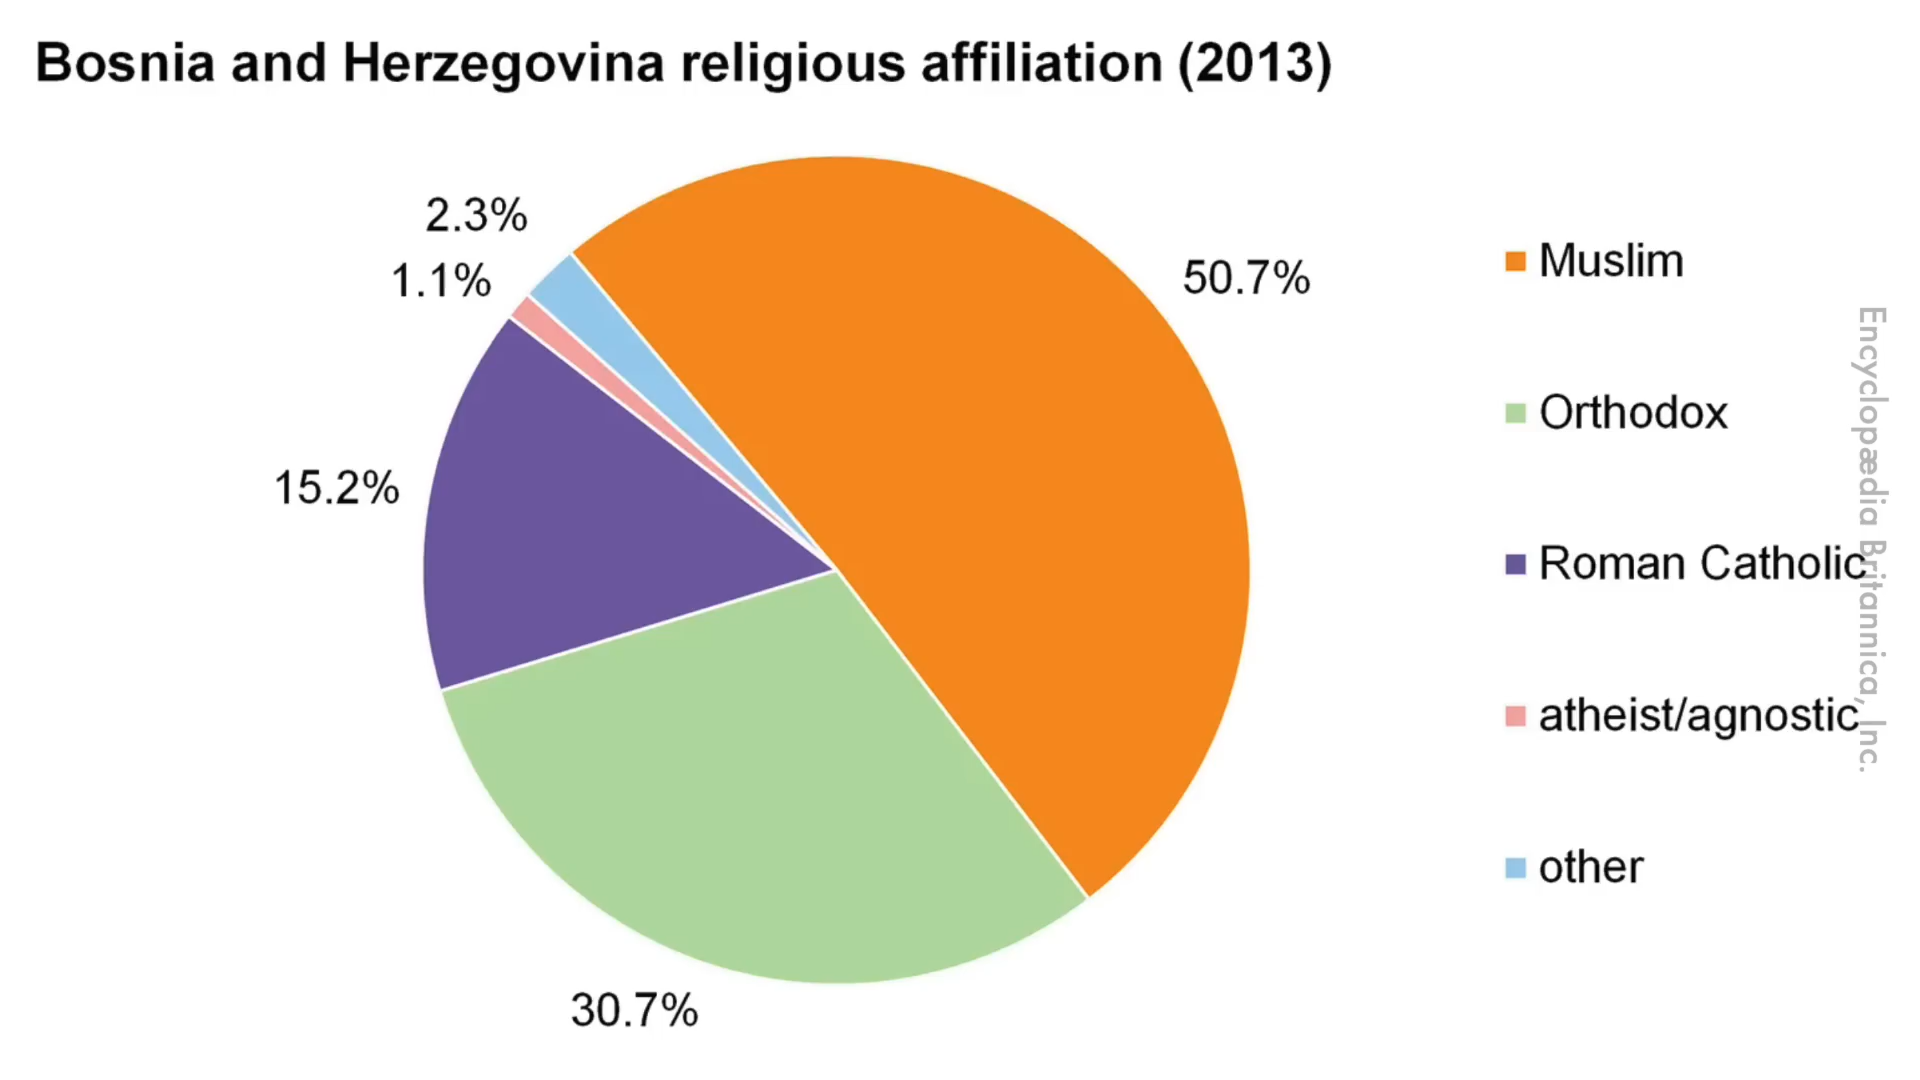 Bosnia and Herzegovina religious affiliation (2013)
2.3%
1.1%
50.7%
15.2%
30.7%
Muslim
Orthodox
Roman Catholic
atheist/agnostic
other
Encyclopædia Britannica, Inc.